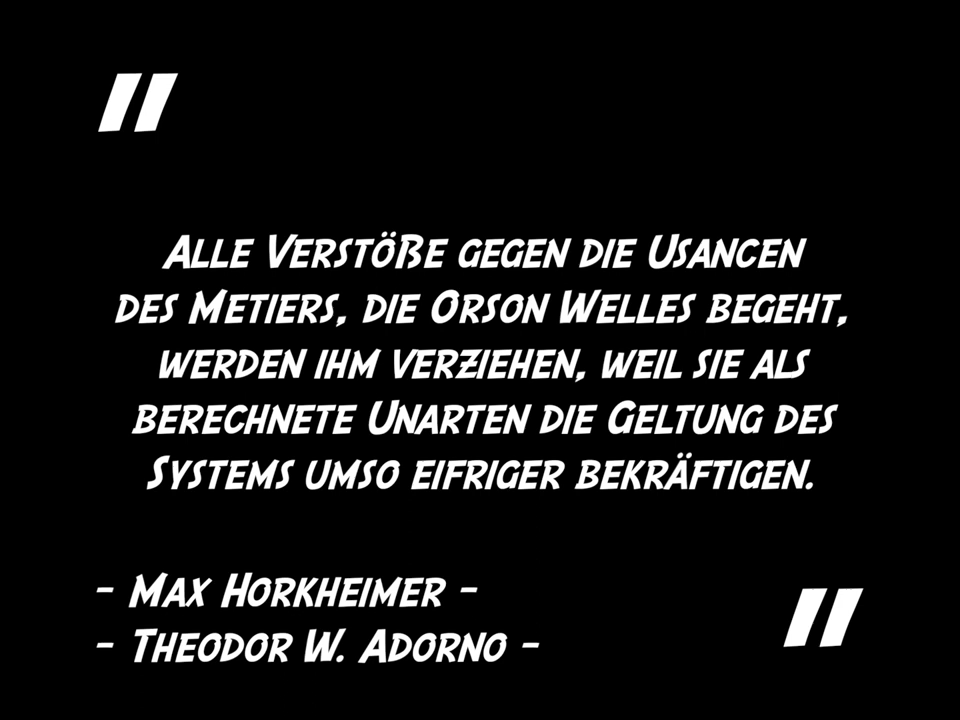 "
Alle Verstöße gegen die Usancen
des Metiers, die Orson Welles begeht,
werden ihm verziehen, weil sie als
berechnete Unarten die Geltung des
Systems umso eifriger bekräftigen.
- Max Horkheimer -
- Theodor W. Adorno -
"